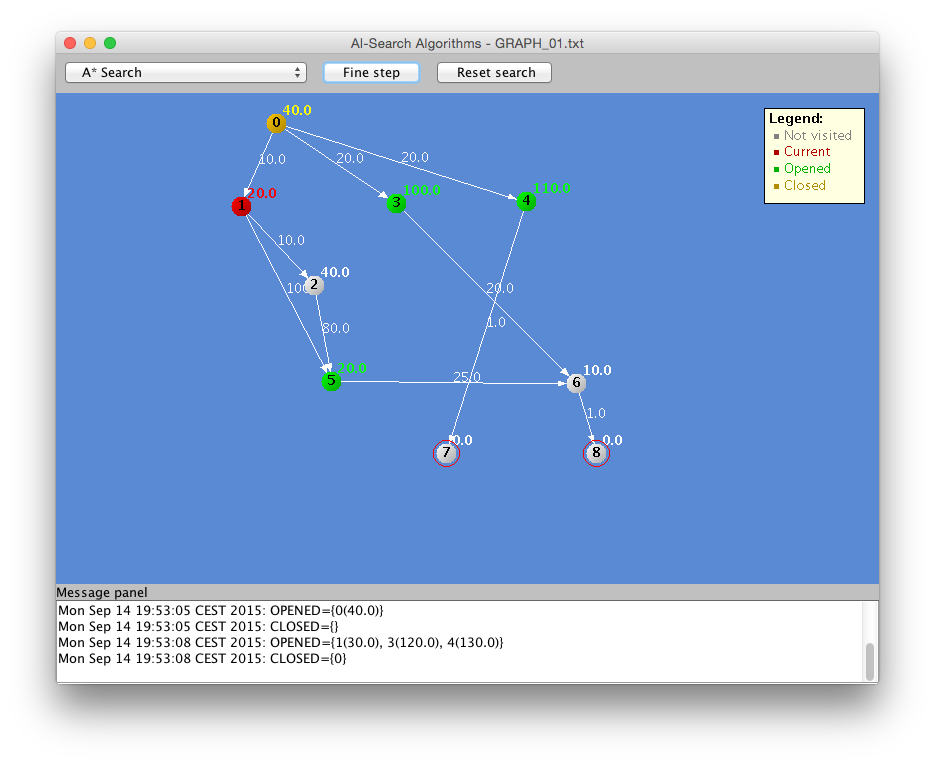 AI-Search Algorithms - GRAPH_01.txt
A* Search Fine step Reset search
Legend:
Not visited
Current
Opened
Closed
40.0
0
10.0
20.0
20.0
20.0
1
100.0
3
110.0
4
10.0
40.0
2
100
20.0
1.0
80.0
20.0
5
25.0
10.0
6
1.0
0.0
7
0.0
8
Message panel
Mon Sep 14 19:53:05 CEST 2015: OPENED={0(40.0)}
Mon Sep 14 19:53:05 CEST 2015: CLOSED={}
Mon Sep 14 19:53:08 CEST 2015: OPENED={1(30.0), 3(120.0), 4(130.0)}
Mon Sep 14 19:53:08 CEST 2015: CLOSED={0}